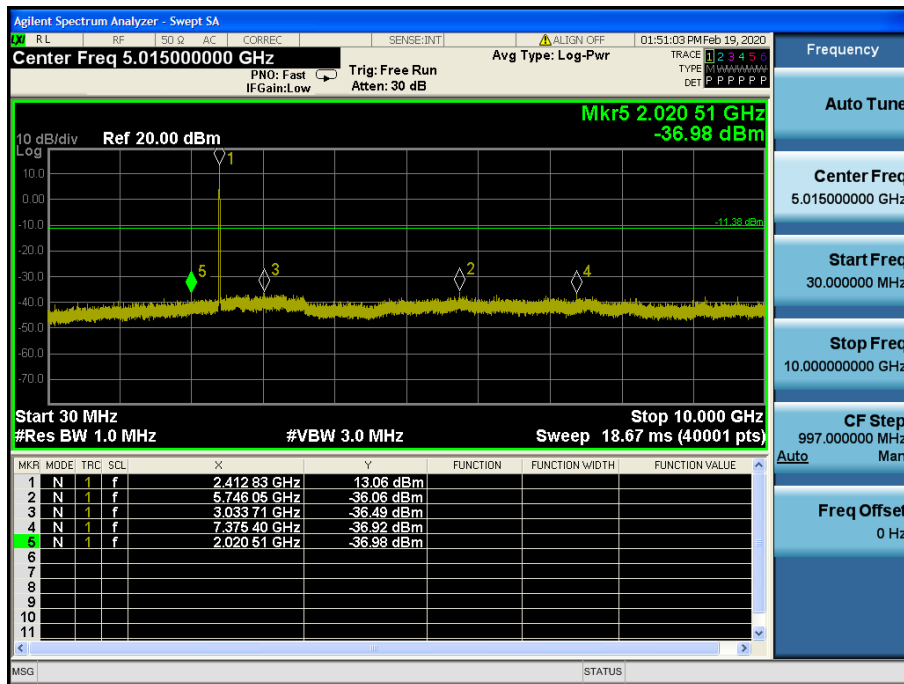 Agilent Spectrum Analyzer - Swept SA
LXI RL RF 50 Ω AC CORREC SENSE:INT ALIGN OFF 01:51:03 PM Feb 19, 2020
Center Freq 5.015000000 GHz
PNO: Fast
IFGain:Low
Trig: Free Run
Atten: 30 dB
Avg Type: Log-Pwr
TRACE 1 2 3 4 5 6
TYPE M WWWWW
DET P P P P P P
Mkr5 2.020 51 GHz
-36.98 dBm
10 dB/div Ref 20.00 dBm
Log
10.0
0.00
-10.0
-20.0
-30.0
-40.0
-50.0
-60.0
-70.0
1
-11.38 dBm
5
3
2
4
Start 30 MHz Stop 10.000 GHz
#Res BW 1.0 MHz #VBW 3.0 MHz Sweep 18.67 ms (40001 pts)
MKR MODE TRC SCL X Y FUNCTION FUNCTION WIDTH FUNCTION VALUE
1 N 1 f 2.412 83 GHz 13.06 dBm
2 N 1 f 5.746 05 GHz -36.06 dBm
3 N 1 f 3.033 71 GHz -36.49 dBm
4 N 1 f 7.375 40 GHz -36.92 dBm
5 N 1 f 2.020 51 GHz -36.98 dBm
6
7
8
9
10
11
MSG STATUS
Frequency
Auto Tune
Center Freq
5.015000000 GHz
Start Freq
30.000000 MHz
Stop Freq
10.000000000 GHz
CF Step
997.000000 MHz
Auto Man
Freq Offset
0 Hz